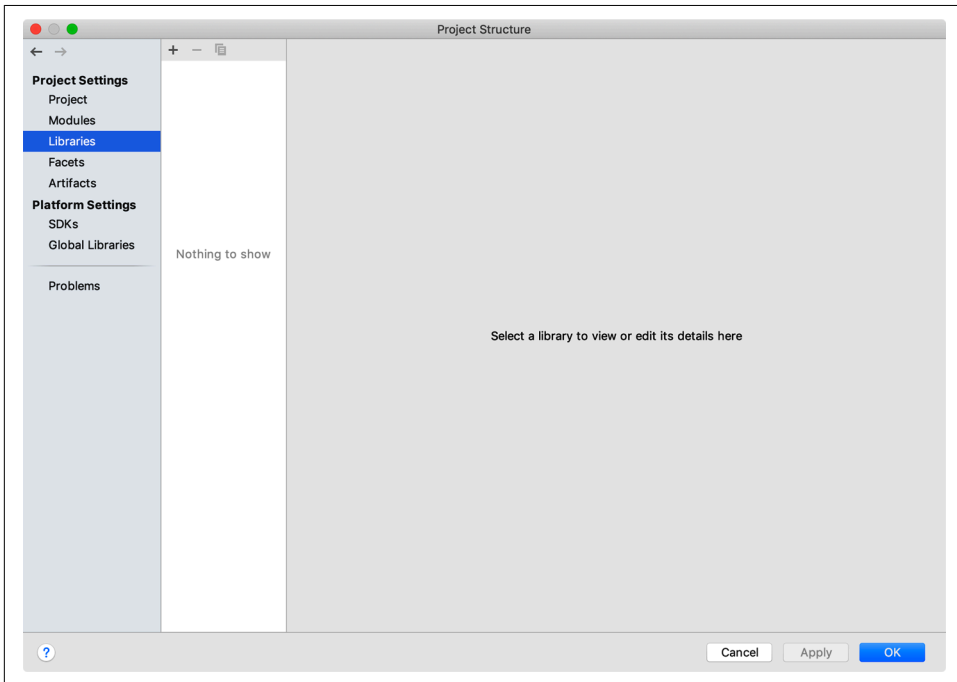 Project Structure
Project Settings
Project
Modules
Libraries
Facets
Artifacts
Platform Settings
SDKs
Global Libraries
Problems
Nothing to show
Select a library to view or edit its details here
?
Cancel
Apply
OK